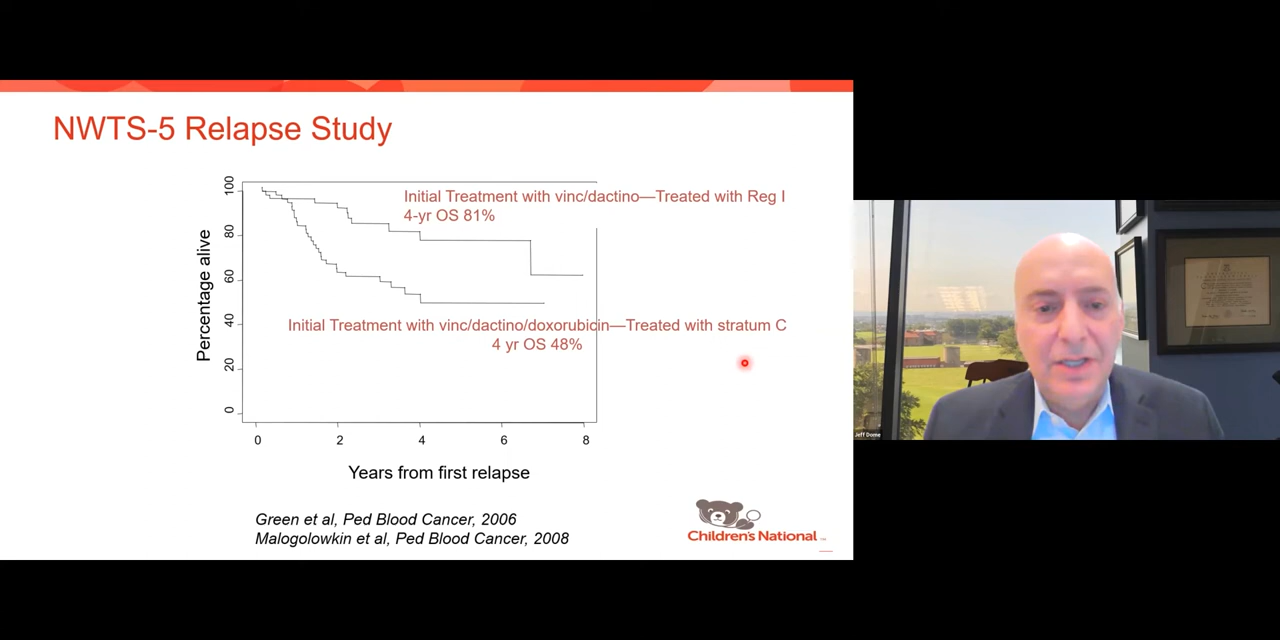 NWTS-5 Relapse Study
Percentage alive
100
80
60
40
20
0
Initial Treatment with vinc/dactino—Treated with Reg I
4-yr OS 81%
Initial Treatment with vinc/dactino/doxorubicin—Treated with stratum C
4 yr OS 48%
0 2 4 6 8
Years from first relapse
Green et al, Ped Blood Cancer, 2006
Malogolowkin et al, Ped Blood Cancer, 2008
Children's National
Jeff Dome